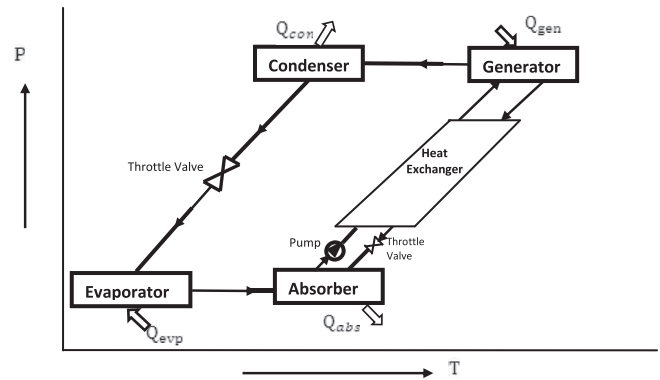 Q_con
Q_gen
P
Condenser
Generator
Heat
Exchanger
Throttle Valve
Pump
Throttle
Valve
Evaporator
Absorber
Q_evp
Q_abs
T